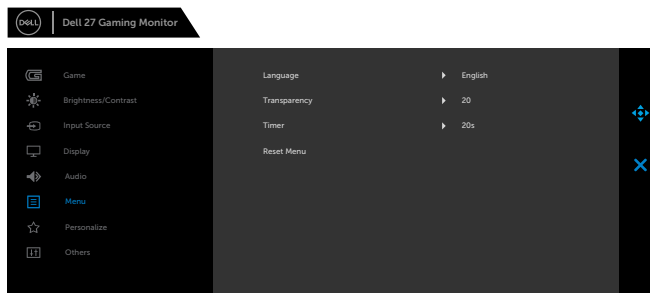 DELL Dell 27 Gaming Monitor
Game
Brightness/Contrast
Input Source
Display
Audio
Menu
Personalize
Others
Language English
Transparency 20
Timer 20s
Reset Menu